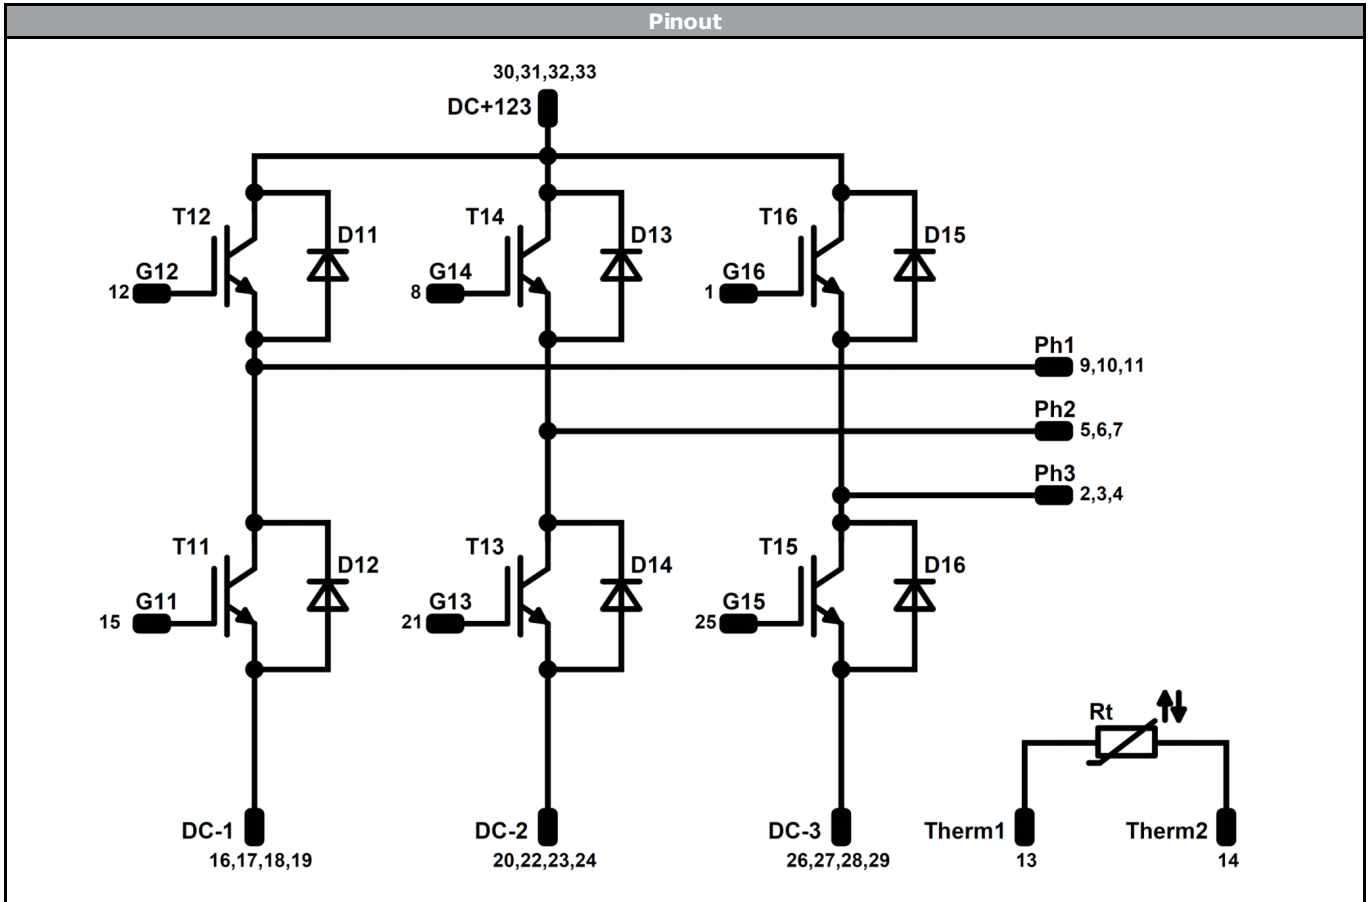 Pinout
30,31,32,33
DC+123
T12
D11
T14
D13
T16
D15
G12
12
G14
8
G16
1
Ph1
9,10,11
Ph2
5,6,7
Ph3
2,3,4
T11
D12
T13
D14
T15
D16
G11
15
G13
21
G15
25
Rt
DC-1
16,17,18,19
DC-2
20,22,23,24
DC-3
26,27,28,29
Therm1
13
Therm2
14